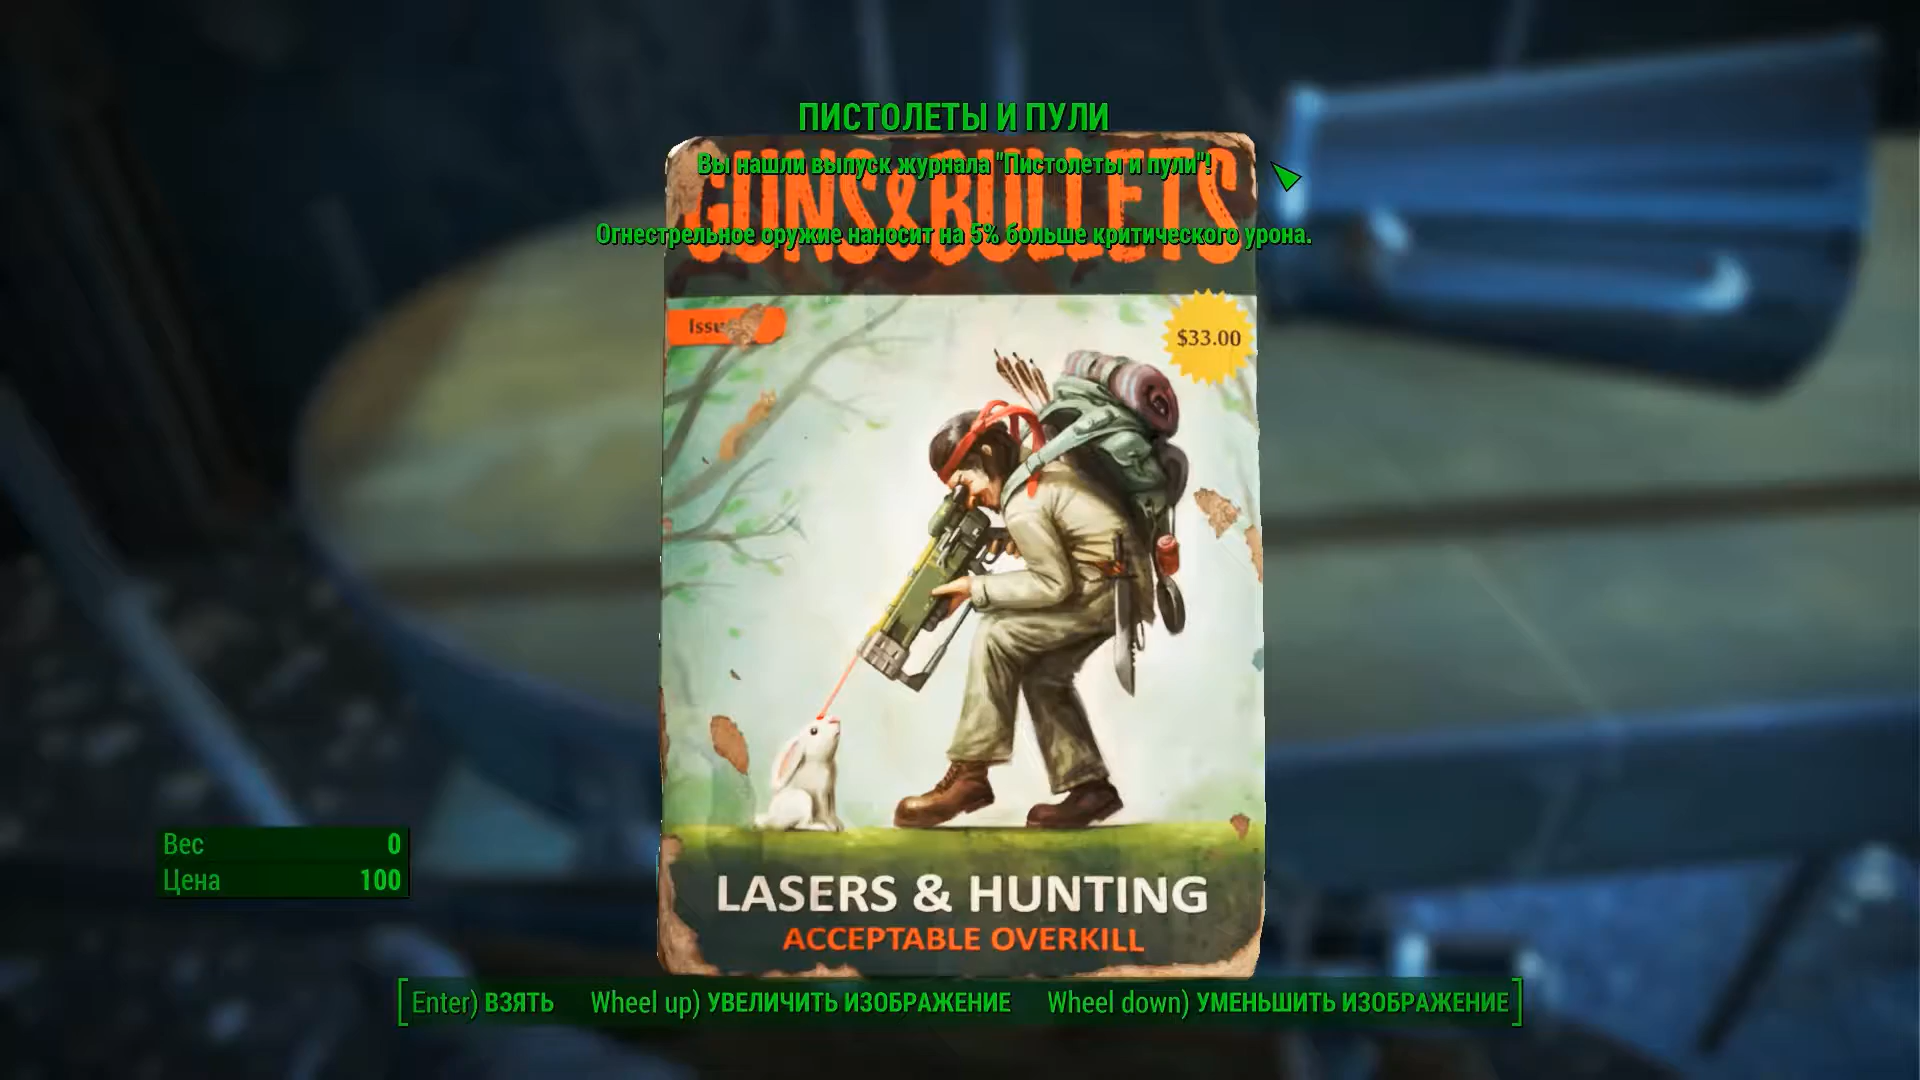 ПИСТОЛЕТЫ И ПУЛИ
Вы нашли выпуск журнала "Пистолеты и пули"!
GUNS&BULLETS
Огнестрельное оружие наносит на 5% больше критического урона.
$33.00
Вес 0
Цена 100
LASERS & HUNTING
ACCEPTABLE OVERKILL
Enter) ВЗЯТЬ Wheel up) УВЕЛИЧИТЬ ИЗОБРАЖЕНИЕ Wheel down) УМЕНЬШИТЬ ИЗОБРАЖЕНИЕ